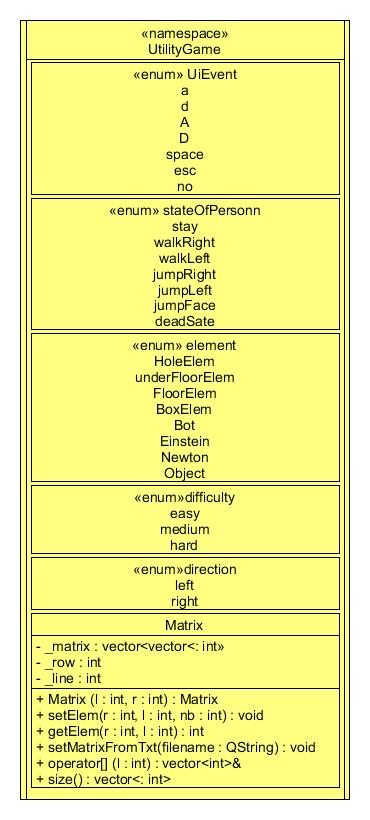 «namespace»
UtilityGame
«enum» UiEvent
a
d
A
D
space
esc
no
«enum» stateOfPersonn
stay
walkRight
walkLeft
jumpRight
jumpLeft
jumpFace
deadSate
«enum» element
HoleElem
underFloorElem
FloorElem
BoxElem
Bot
Einstein
Newton
Object
«enum»difficulty
easy
medium
hard
«enum»direction
left
right
Matrix
- _matrix : vector<vector<: int»
- _row : int
- _line : int
+ Matrix (l : int, r : int) : Matrix
+ setElem(r : int, l : int, nb : int) : void
+ getElem(r : int, l : int) : int
+ setMatrixFromTxt(filename : QString) : void
+ operator[] (l : int) : vector<int>&
+ size() : vector<: int>